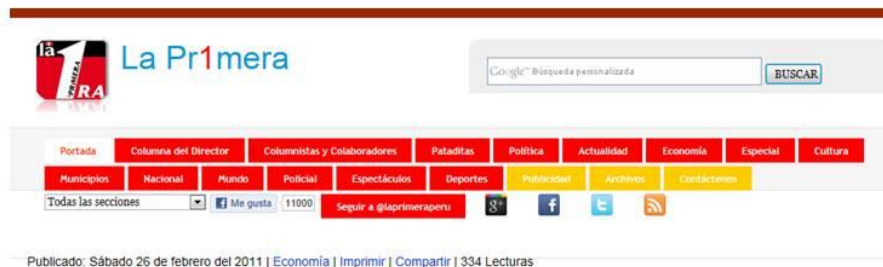 la
PRIMERA
RA
La Pr1mera
Google™ Búsqueda personalizada
BUSCAR
Portada Columna del Director Columnistas y Colaboradores Pataditas Política Actualidad Economía Especial Cultura
Municipios Nacional Mundo Policial Espectáculos Deportes Publicidad Archivos Contáctenos
Todas las secciones Me gusta 11000 Seguir a @laprimeraperu
Publicado: Sábado 26 de febrero del 2011 | Economía | Imprimir | Compartir | 334 Lecturas